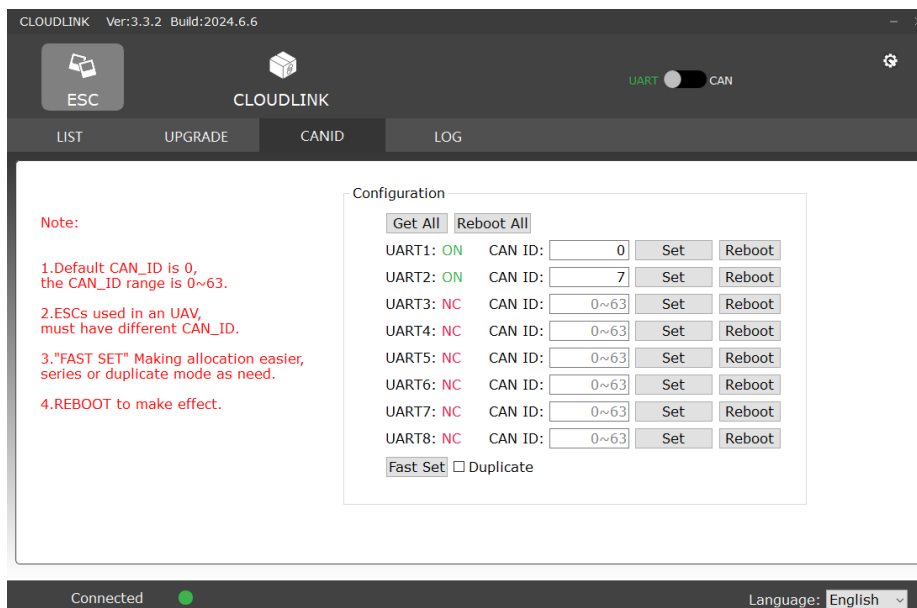 CLOUDLINK Ver:3.3.2 Build:2024.6.6
ESC
CLOUDLINK
UART CAN
LIST UPGRADE CANID LOG
Note:
1.Default CAN_ID is 0,
the CAN_ID range is 0~63.
2.ESCs used in an UAV,
must have different CAN_ID.
3."FAST SET" Making allocation easier,
series or duplicate mode as need.
4.REBOOT to make effect.
Configuration
Get All Reboot All
UART1: ON CAN ID: 0 Set Reboot
UART2: ON CAN ID: 7 Set Reboot
UART3: NC CAN ID: 0~63 Set Reboot
UART4: NC CAN ID: 0~63 Set Reboot
UART5: NC CAN ID: 0~63 Set Reboot
UART6: NC CAN ID: 0~63 Set Reboot
UART7: NC CAN ID: 0~63 Set Reboot
UART8: NC CAN ID: 0~63 Set Reboot
Fast Set Duplicate
Connected
Language: English